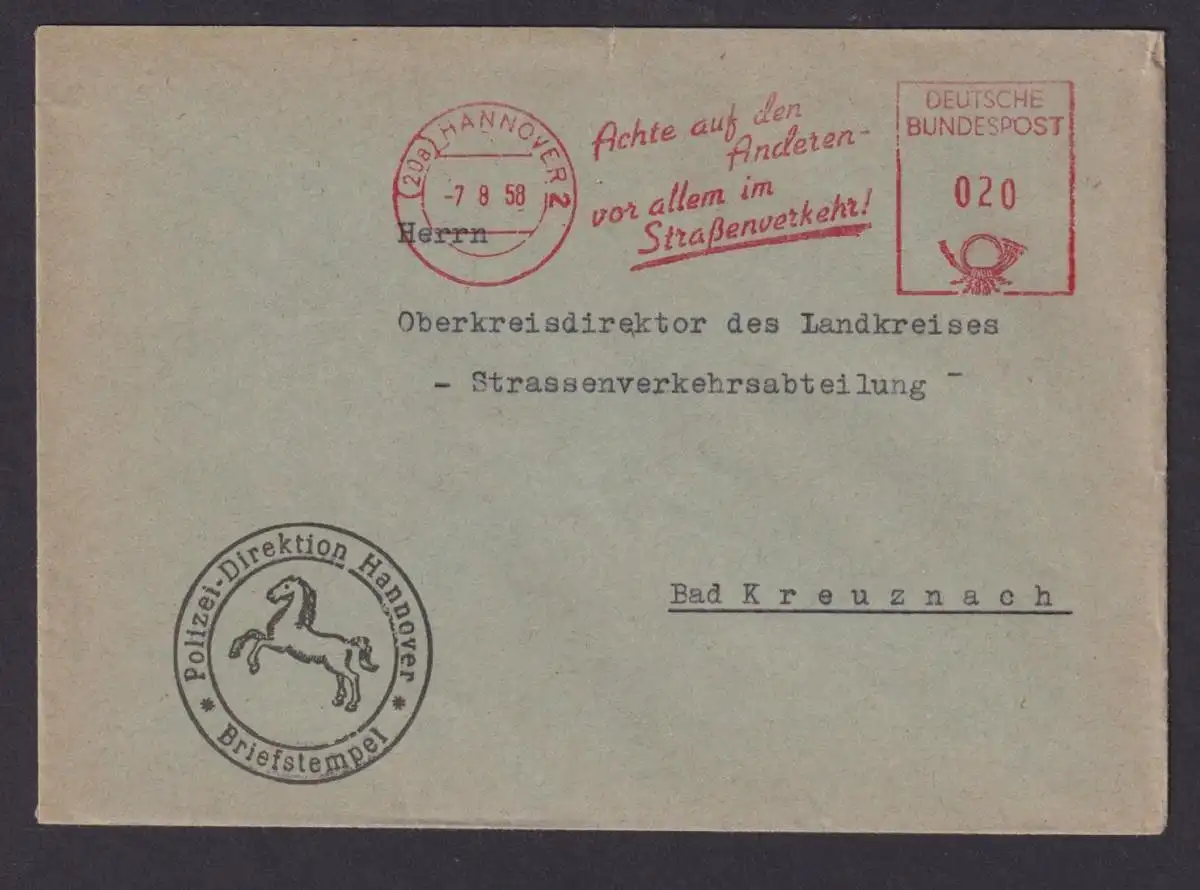 (20a) HANNOVER 2
-7 8 58
Achte auf den
Anderen-
vor allem im
Straßenverkehr!
DEUTSCHE
BUNDESPOST
020
Herrn
Oberkreisdirektor des Landkreises
- Strassenverkehrsabteilung -
Bad K r e u z n a c h
* Polizei-Direktion Hannover *
Briefstempel